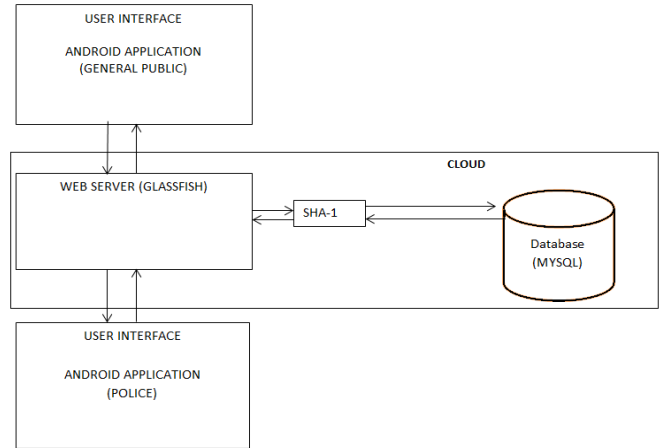 USER INTERFACE
ANDROID APPLICATION
(GENERAL PUBLIC)
CLOUD
WEB SERVER (GLASSFISH)
SHA-1
Database
(MYSQL)
USER INTERFACE
ANDROID APPLICATION
(POLICE)